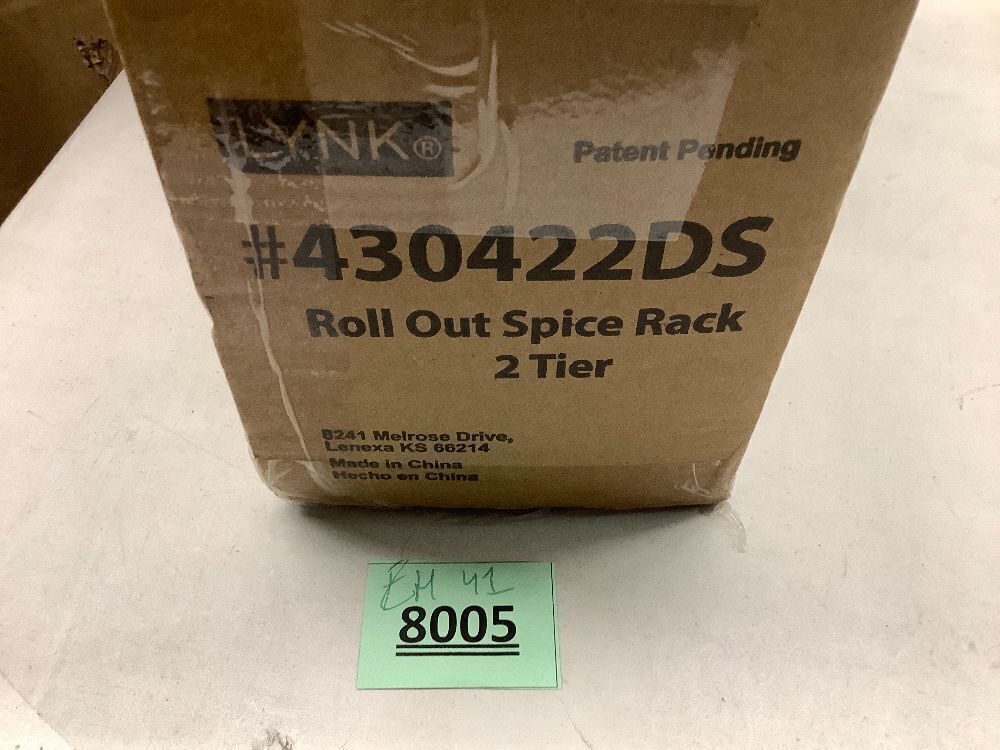 LYNK®
Patent Pending
#430422DS
Roll Out Spice Rack
2 Tier
8241 Melrose Drive,
Lenexa KS 66214
Made in China
Hecho en China
EH 41
8005